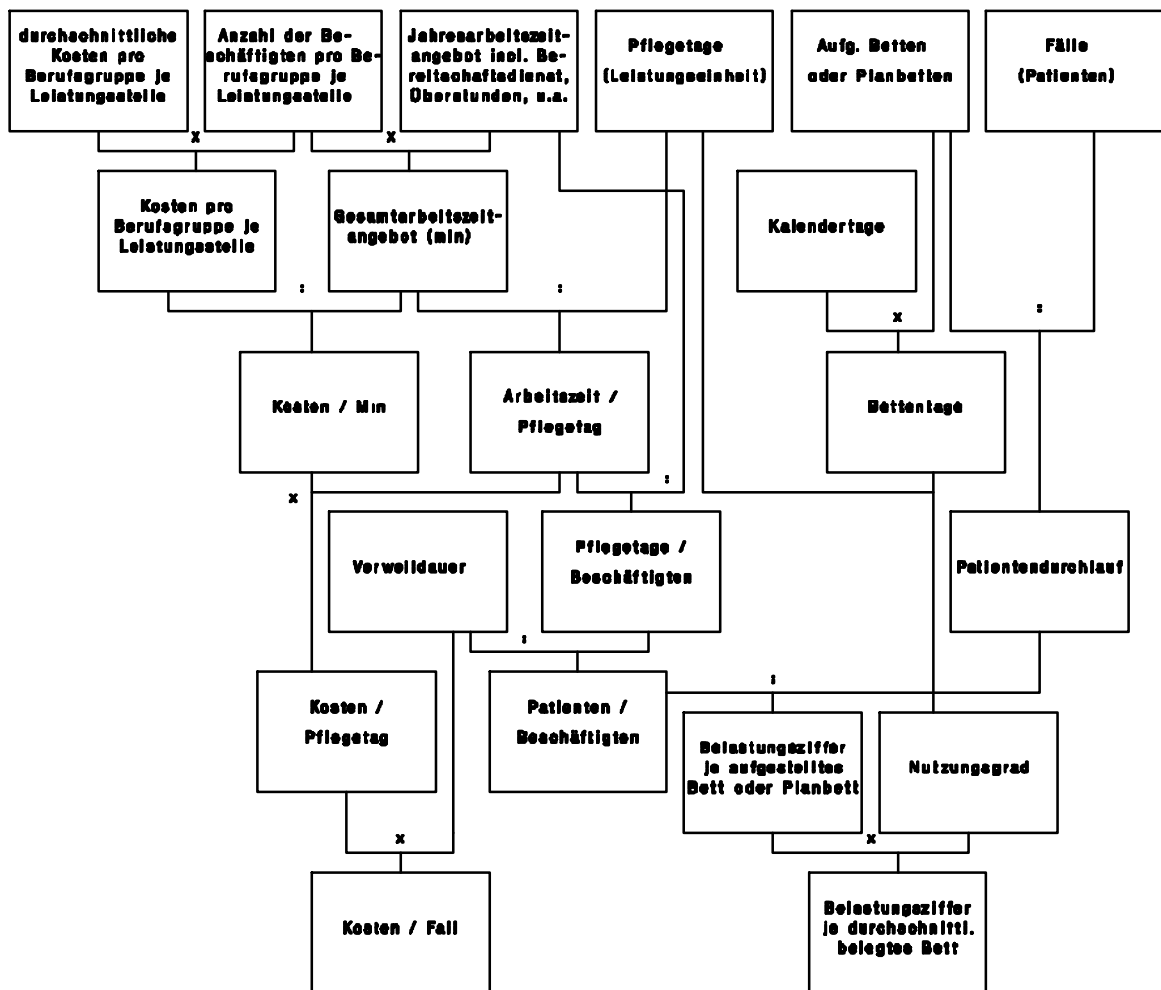 durchschnittliche
Kosten pro
Berufsgruppe je
Leistungsstelle
Anzahl der Be-
schäftigten pro Be-
rufsgruppe je
Leistungsstelle
Jahresarbeitszeit-
angebot incl. Be-
reitschaftsdienst,
Überstunden, u.a.
Pflegetage
(Leistungseinheit)
Aufg. Betten
oder Planbetten
Fälle
(Patienten)
x
x
Kosten pro
Berufsgruppe je
Leistungsstelle
Gesamtarbeitszeit-
angebot (min)
Kalendertage
:
:
x
:
Kosten / Min
Arbeitszeit /
Pflegetag
Bettentage
x
:
Verweildauer
Pflegetage /
Beschäftigten
Patientendurchlauf
:
:
Kosten /
Pflegetag
Patienten /
Beschäftigten
Belastungsziffer
je aufgestelltes
Bett oder Planbett
Nutzungsgrad
x
x
Kosten / Fall
Belastungsziffer
je durchschnittl.
belegtes Bett